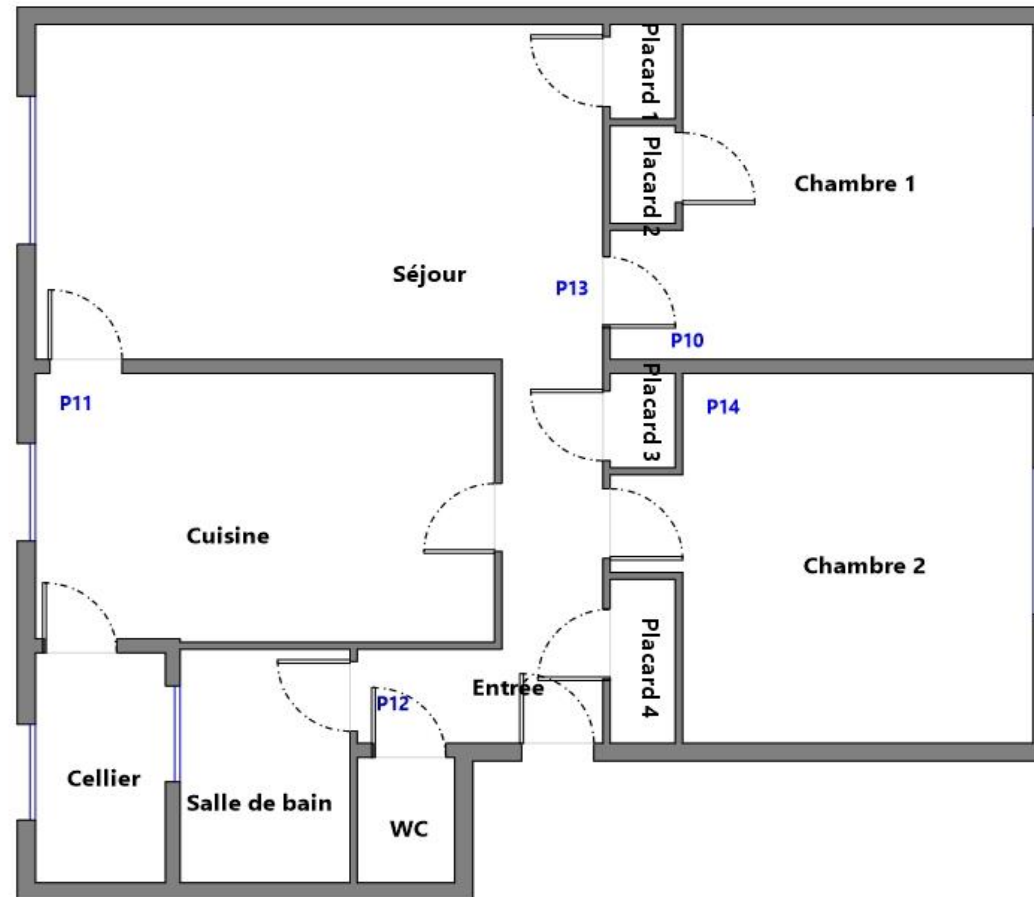 Placard 1
Placard 2
Chambre 1
Séjour
P13
P10
Placard 3
P11
P14
Cuisine
Chambre 2
Placard 4
Entrée
P12
Cellier
Salle de bain
WC